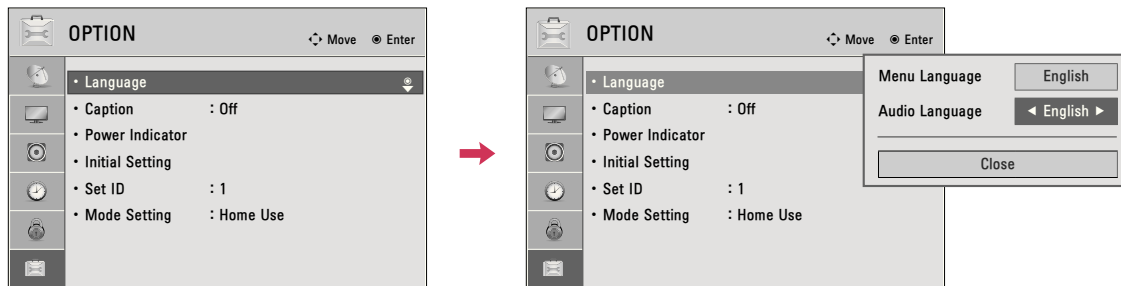 OPTION
Move Enter
• Language
• Caption : Off
• Power Indicator
• Initial Setting
• Set ID : 1
• Mode Setting : Home Use
OPTION
Move Enter
• Language
• Caption : Off
• Power Indicator
• Initial Setting
• Set ID : 1
• Mode Setting : Home Use
Menu Language English
Audio Language ◄ English ►
Close